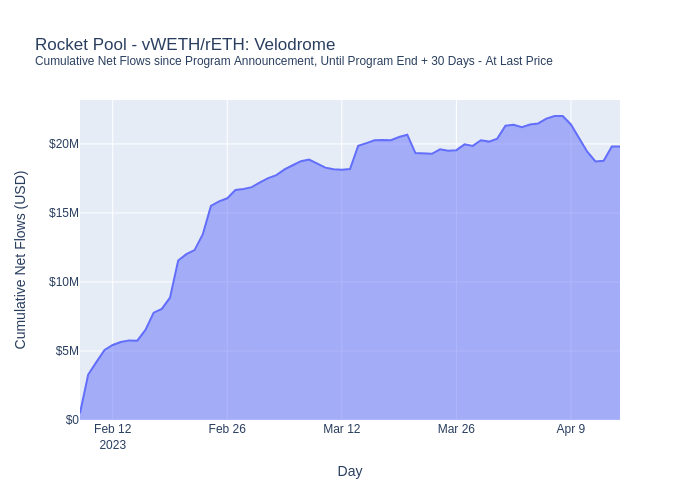 Rocket Pool - vWETH/rETH: Velodrome
Cumulative Net Flows since Program Announcement, Until Program End + 30 Days - At Last Price
Cumulative Net Flows (USD)
$20M
$15M
$10M
$5M
$0
Feb 12
2023
Feb 26
Mar 12
Mar 26
Apr 9
Day